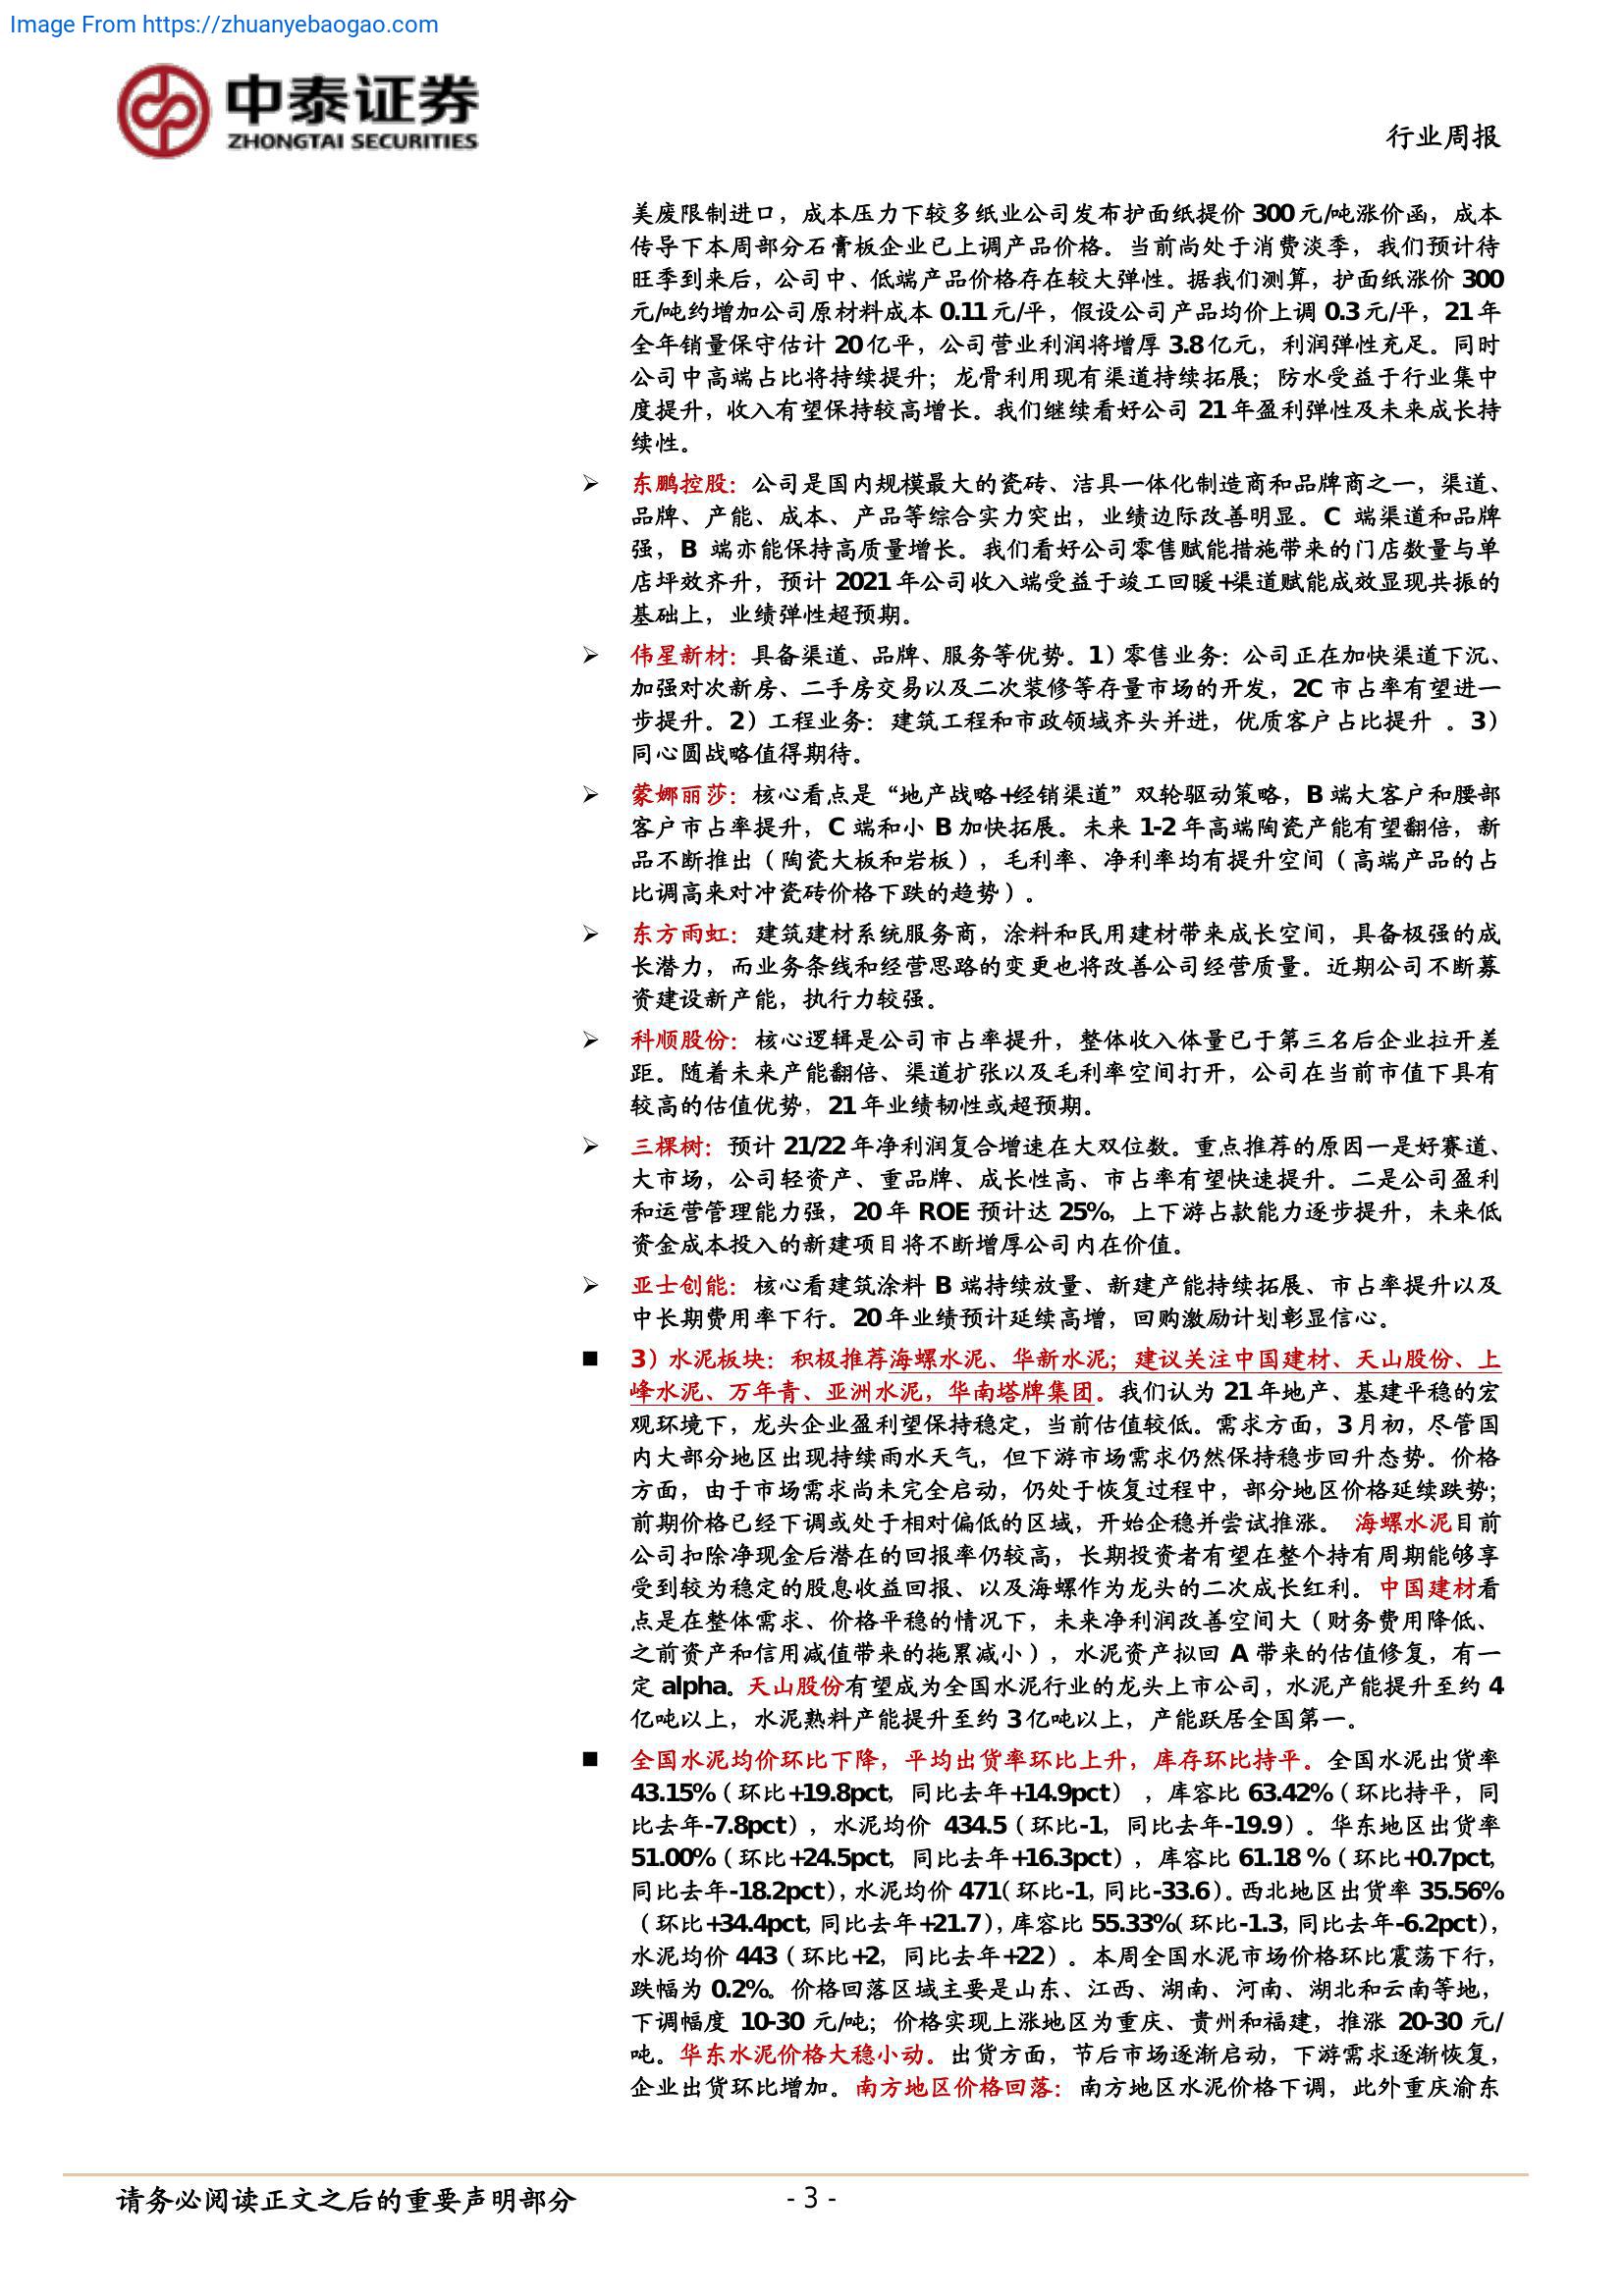 Image From https://zhuanyebaogao.com
中泰证券
ZHONGTAI SECURITIES
行业周报
美废限制进口，成本压力下较多纸业公司发布护面纸提价 300 元/吨涨价函，成本
传导下本周部分石膏板企业已上调产品价格。当前尚处于消费淡季，我们预计待
旺季到来后，公司中、低端产品价格存在较大弹性。据我们测算，护面纸涨价 300
元/吨约增加公司原材料成本 0.11 元/平，假设公司产品均价上调 0.3 元/平，21 年
全年销量保守估计 20 亿平，公司营业利润将增厚 3.8 亿元，利润弹性充足。同时
公司中高端占比将持续提升；龙骨利用现有渠道持续拓展；防水受益于行业集中
度提升，收入有望保持较高增长。我们继续看好公司 21 年盈利弹性及未来成长持
续性。
➢ 东鹏控股：公司是国内规模最大的瓷砖、洁具一体化制造商和品牌商之一，渠道、
品牌、产能、成本、产品等综合实力突出，业绩边际改善明显。C 端渠道和品牌
强，B 端亦能保持高质量增长。我们看好公司零售赋能措施带来的门店数量与单
店坪效齐升，预计 2021 年公司收入端受益于竣工回暖+渠道赋能成效显现共振的
基础上，业绩弹性超预期。
➢ 伟星新材：具备渠道、品牌、服务等优势。1）零售业务：公司正在加快渠道下沉、
加强对次新房、二手房交易以及二次装修等存量市场的开发，2C 市占率有望进一
步提升。2）工程业务：建筑工程和市政领域齐头并进，优质客户占比提升 。3）
同心圆战略值得期待。
➢ 蒙娜丽莎：核心看点是“地产战略+经销渠道”双轮驱动策略，B 端大客户和腰部
客户市占率提升，C 端和小 B 加快拓展。未来 1-2 年高端陶瓷产能有望翻倍，新
品不断推出（陶瓷大板和岩板），毛利率、净利率均有提升空间（高端产品的占
比调高来对冲瓷砖价格下跌的趋势）。
➢ 东方雨虹：建筑建材系统服务商，涂料和民用建材带来成长空间，具备极强的成
长潜力，而业务条线和经营思路的变更也将改善公司经营质量。近期公司不断募
资建设新产能，执行力较强。
➢ 科顺股份：核心逻辑是公司市占率提升，整体收入体量已于第三名后企业拉开差
距。随着未来产能翻倍、渠道扩张以及毛利率空间打开，公司在当前市值下具有
较高的估值优势，21 年业绩韧性或超预期。
➢ 三棵树：预计 21/22 年净利润复合增速在大双位数。重点推荐的原因一是好赛道、
大市场，公司轻资产、重品牌、成长性高、市占率有望快速提升。二是公司盈利
和运营管理能力强，20 年 ROE 预计达 25%，上下游占款能力逐步提升，未来低
资金成本投入的新建项目将不断增厚公司内在价值。
➢ 亚士创能：核心看建筑涂料 B 端持续放量、新建产能持续拓展、市占率提升以及
中长期费用率下行。20 年业绩预计延续高增，回购激励计划彰显信心。
■ 3）水泥板块：积极推荐海螺水泥、华新水泥；建议关注中国建材、天山股份、上
峰水泥、万年青、亚洲水泥，华南塔牌集团。我们认为 21 年地产、基建平稳的宏
观环境下，龙头企业盈利望保持稳定，当前估值较低。需求方面，3 月初，尽管国
内大部分地区出现持续雨水天气，但下游市场需求仍然保持稳步回升态势。价格
方面，由于市场需求尚未完全启动，仍处于恢复过程中，部分地区价格延续跌势；
前期价格已经下调或处于相对偏低的区域，开始企稳并尝试推涨。 海螺水泥目前
公司扣除净现金后潜在的回报率仍较高，长期投资者有望在整个持有周期能够享
受到较为稳定的股息收益回报、以及海螺作为龙头的二次成长红利。 中国建材看
点是在整体需求、价格平稳的情况下，未来净利润改善空间大（财务费用降低、
之前资产和信用减值带来的拖累减小），水泥资产拟回 A 带来的估值修复，有一
定 alpha。天山股份有望成为全国水泥行业的龙头上市公司，水泥产能提升至约 4
亿吨以上，水泥熟料产能提升至约 3 亿吨以上，产能跃居全国第一。
■ 全国水泥均价环比下降，平均出货率环比上升，库存环比持平。全国水泥出货率
43.15%（环比+19.8pct，同比去年+14.9pct） ，库容比 63.42%（环比持平，同
比去年-7.8pct），水泥均价 434.5（环比-1，同比去年-19.9）。华东地区出货率
51.00%（环比+24.5pct，同比去年+16.3pct），库容比 61.18 %（环比+0.7pct，
同比去年-18.2pct），水泥均价 471（环比-1，同比-33.6）。西北地区出货率 35.56%
（环比+34.4pct，同比去年+21.7），库容比 55.33%（环比-1.3，同比去年-6.2pct），
水泥均价 443（环比+2，同比去年+22）。本周全国水泥市场价格环比震荡下行，
跌幅为 0.2%。价格回落区域主要是山东、江西、湖南、河南、湖北和云南等地，
下调幅度 10-30 元/吨；价格实现上涨地区为重庆、贵州和福建，推涨 20-30 元/
吨。华东水泥价格大稳小动。出货方面，节后市场逐渐启动，下游需求逐渐恢复，
企业出货环比增加。南方地区价格回落：南方地区水泥价格下调，此外重庆渝东
请务必阅读正文之后的重要声明部分
- 3 -